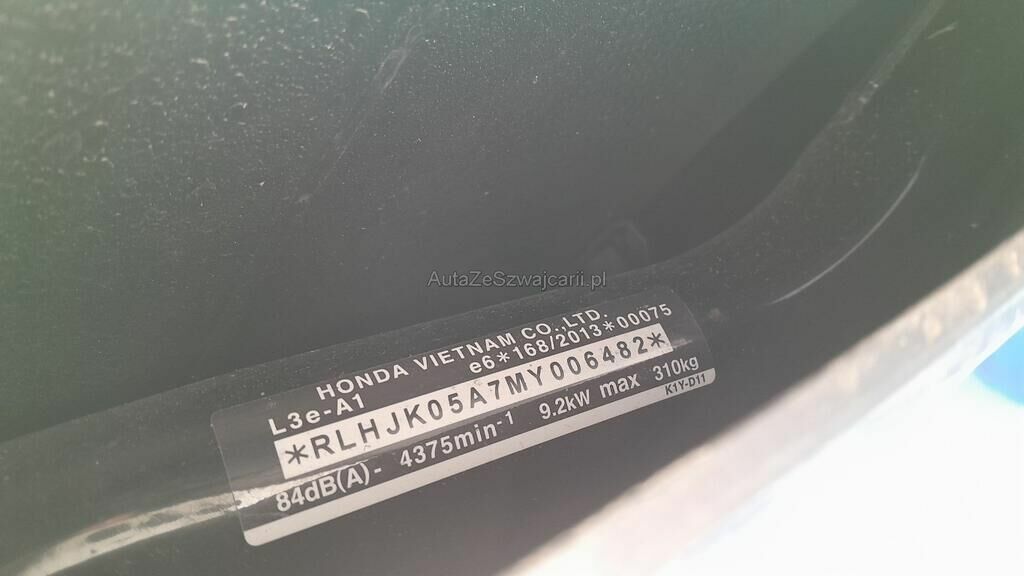 AutaZeSzwajcarii.pl
HONDA VIETNAM CO.,LTD.
L3e-A1 e6*168/2013*00075
*RLHJK05A7MY006482*
84dB(A)- 4375min-1 9.2kW max 310kg
K1Y-D11